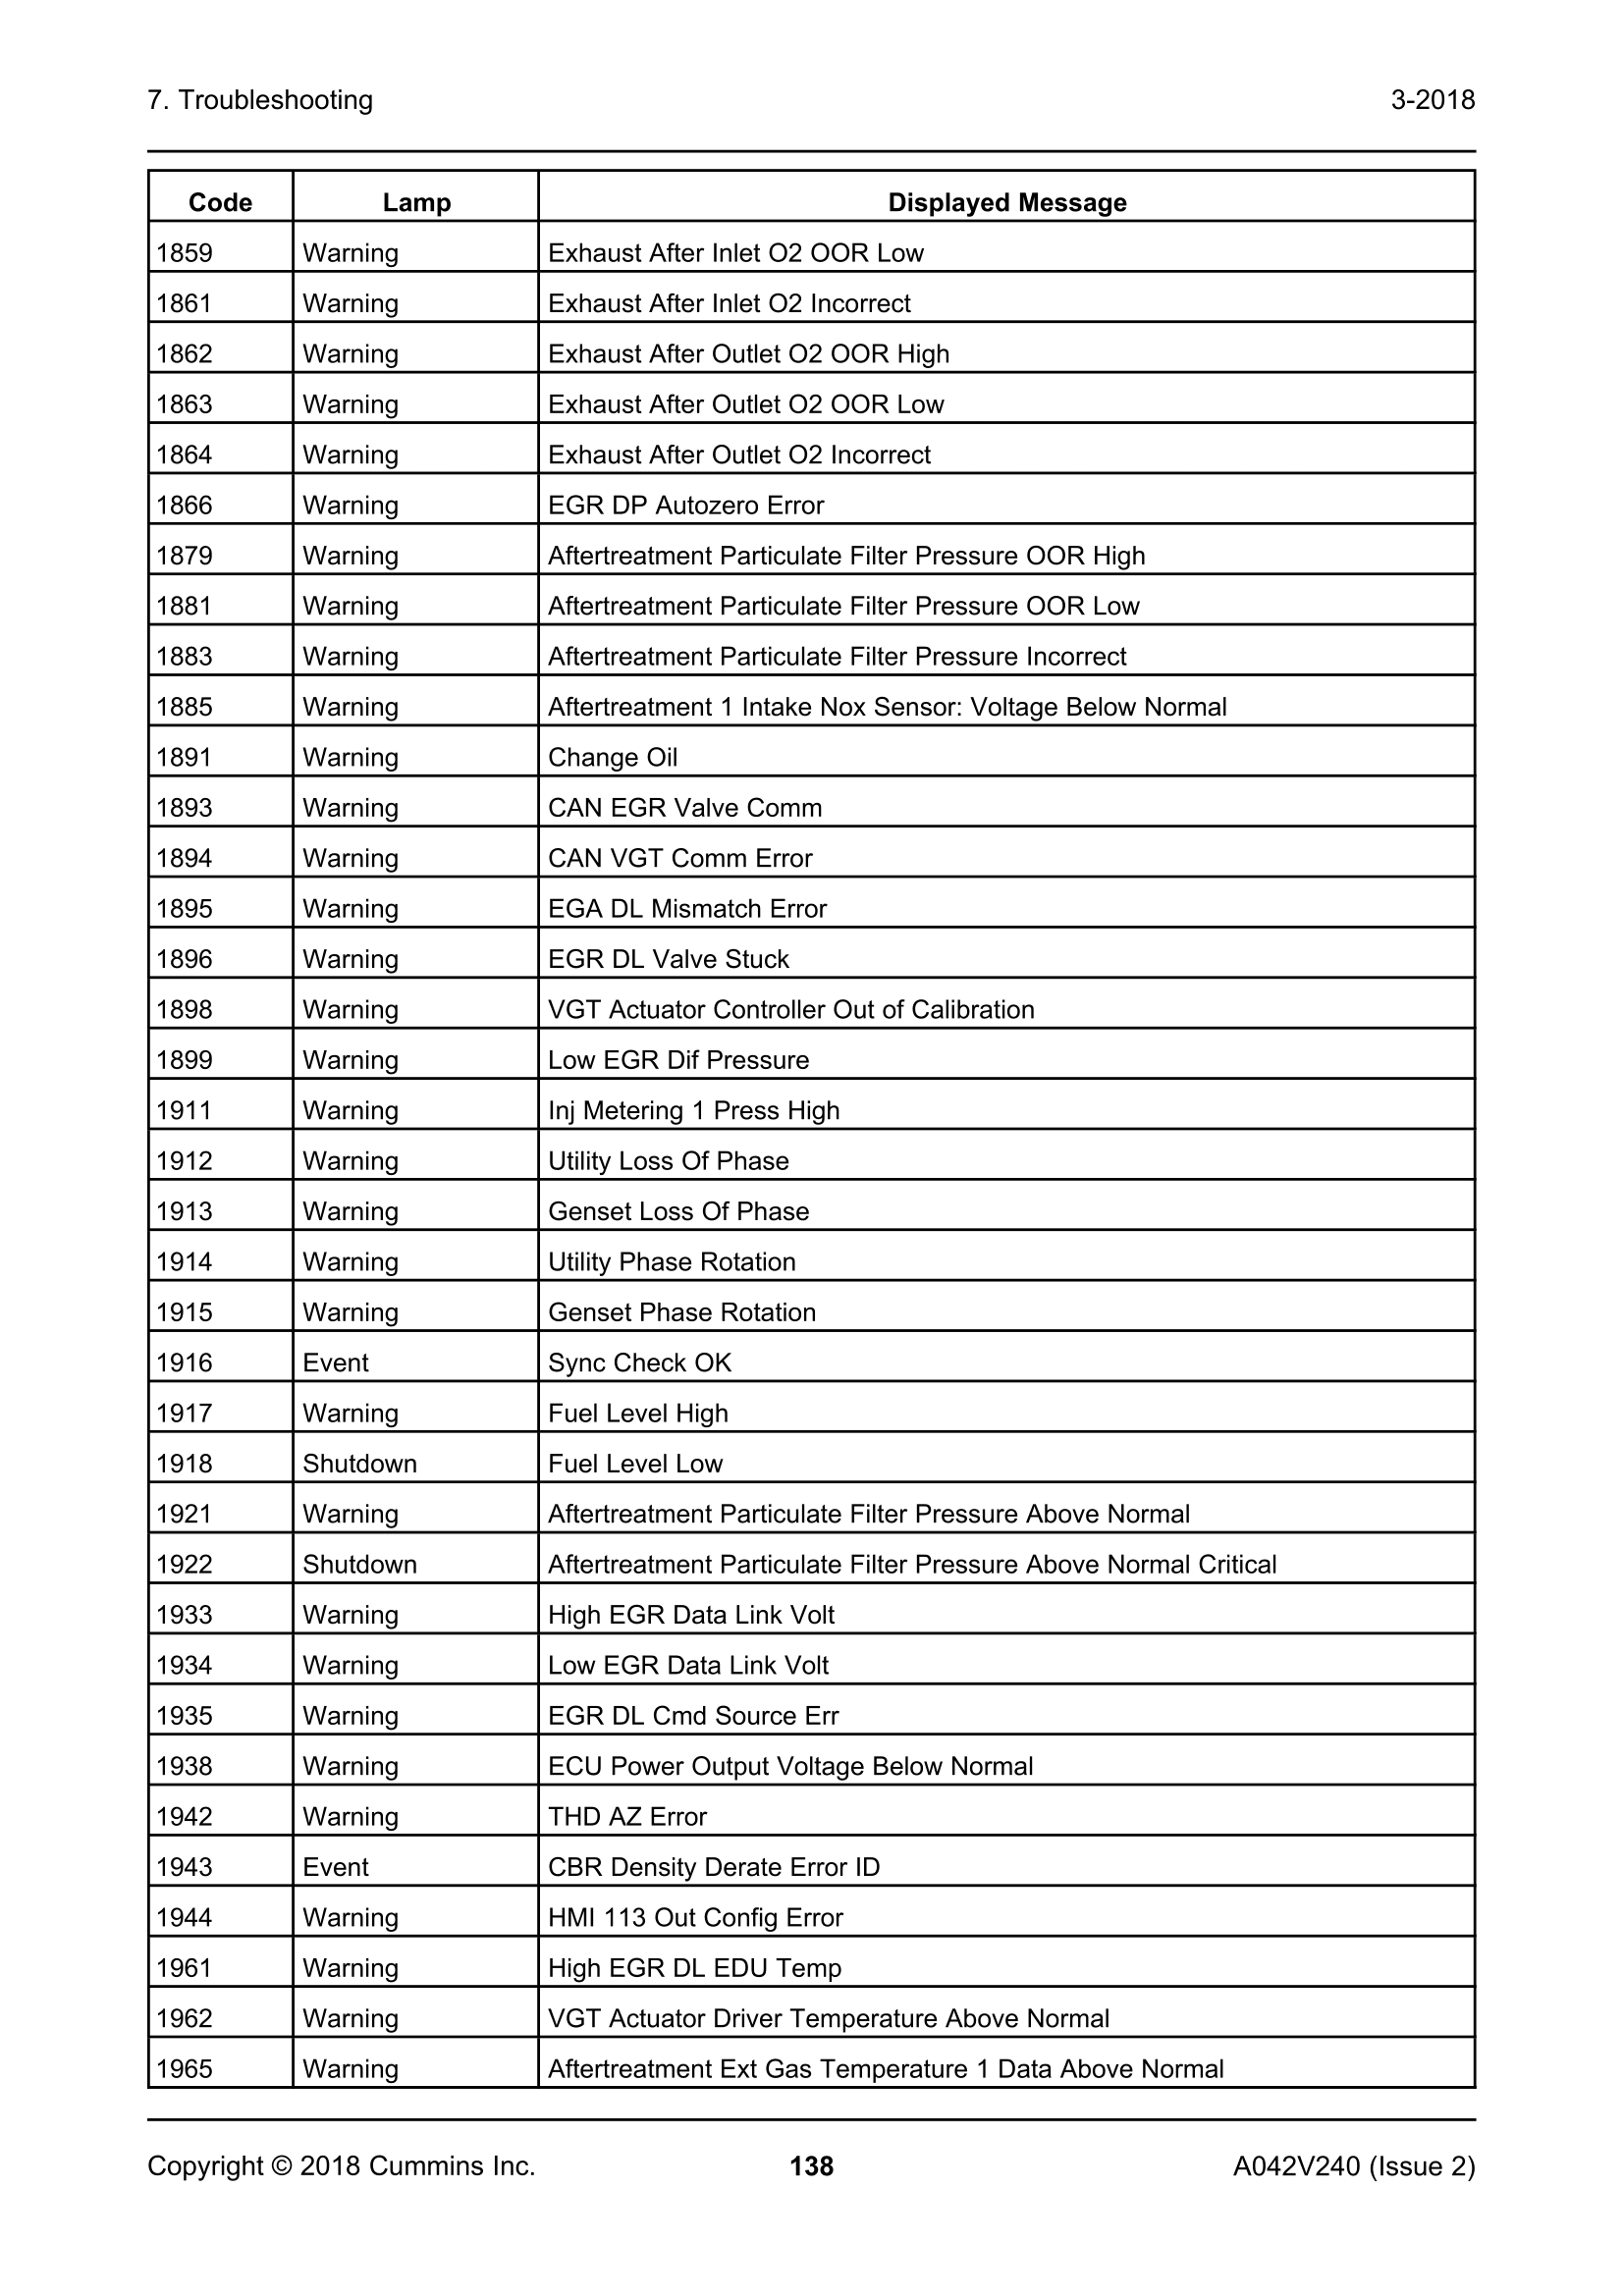 7. Troubleshooting 3-2018
Code Lamp Displayed Message
1859 Warning Exhaust After Inlet O2 OOR Low
1861 Warning Exhaust After Inlet O2 Incorrect
1862 Warning Exhaust After Outlet O2 OOR High
1863 Warning Exhaust After Outlet O2 OOR Low
1864 Warning Exhaust After Outlet O2 Incorrect
1866 Warning EGR DP Autozero Error
1879 Warning Aftertreatment Particulate Filter Pressure OOR High
1881 Warning Aftertreatment Particulate Filter Pressure OOR Low
1883 Warning Aftertreatment Particulate Filter Pressure Incorrect
1885 Warning Aftertreatment 1 Intake Nox Sensor: Voltage Below Normal
1891 Warning Change Oil
1893 Warning CAN EGR Valve Comm
1894 Warning CAN VGT Comm Error
1895 Warning EGA DL Mismatch Error
1896 Warning EGR DL Valve Stuck
1898 Warning VGT Actuator Controller Out of Calibration
1899 Warning Low EGR Dif Pressure
1911 Warning Inj Metering 1 Press High
1912 Warning Utility Loss Of Phase
1913 Warning Genset Loss Of Phase
1914 Warning Utility Phase Rotation
1915 Warning Genset Phase Rotation
1916 Event Sync Check OK
1917 Warning Fuel Level High
1918 Shutdown Fuel Level Low
1921 Warning Aftertreatment Particulate Filter Pressure Above Normal
1922 Shutdown Aftertreatment Particulate Filter Pressure Above Normal Critical
1933 Warning High EGR Data Link Volt
1934 Warning Low EGR Data Link Volt
1935 Warning EGR DL Cmd Source Err
1938 Warning ECU Power Output Voltage Below Normal
1942 Warning THD AZ Error
1943 Event CBR Density Derate Error ID
1944 Warning HMI 113 Out Config Error
1961 Warning High EGR DL EDU Temp
1962 Warning VGT Actuator Driver Temperature Above Normal
1965 Warning Aftertreatment Ext Gas Temperature 1 Data Above Normal
Copyright © 2018 Cummins Inc. 138 A042V240 (Issue 2)